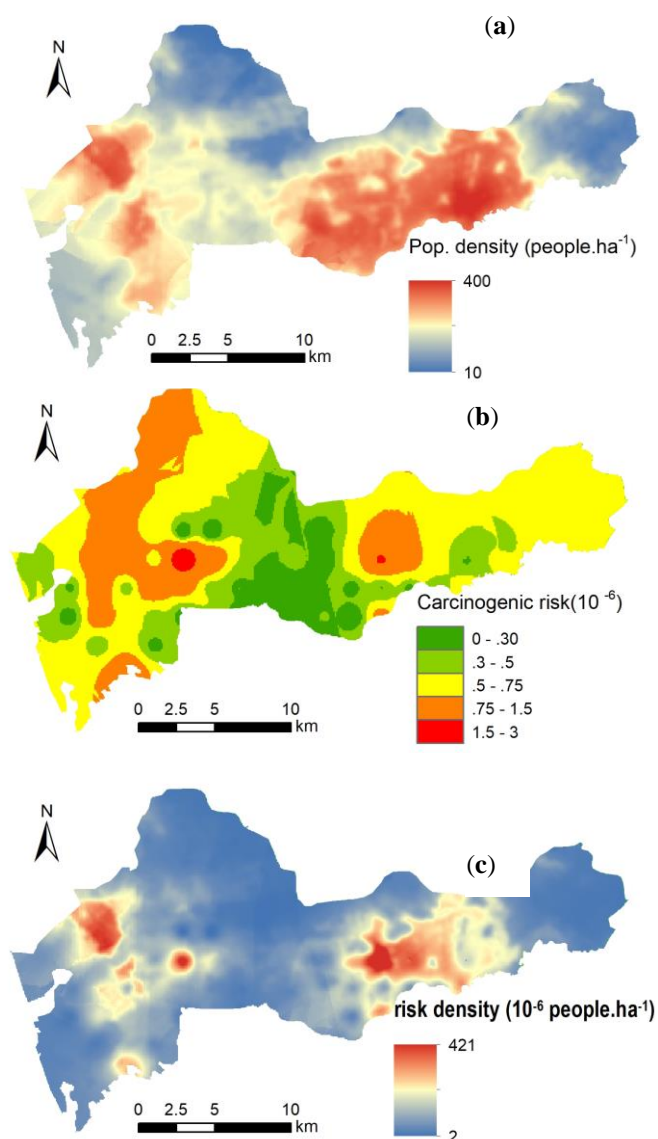 (a)
N
Pop. density (people.ha⁻¹)
400
10
0 2.5 5 10
km
(b)
N
Carcinogenic risk(10 ⁻⁶)
0 - .30
.3 - .5
.5 - .75
.75 - 1.5
1.5 - 3
0 2.5 5 10
km
N
(c)
risk density (10⁻⁶ people.ha⁻¹)
421
2
0 2.5 5 10
km